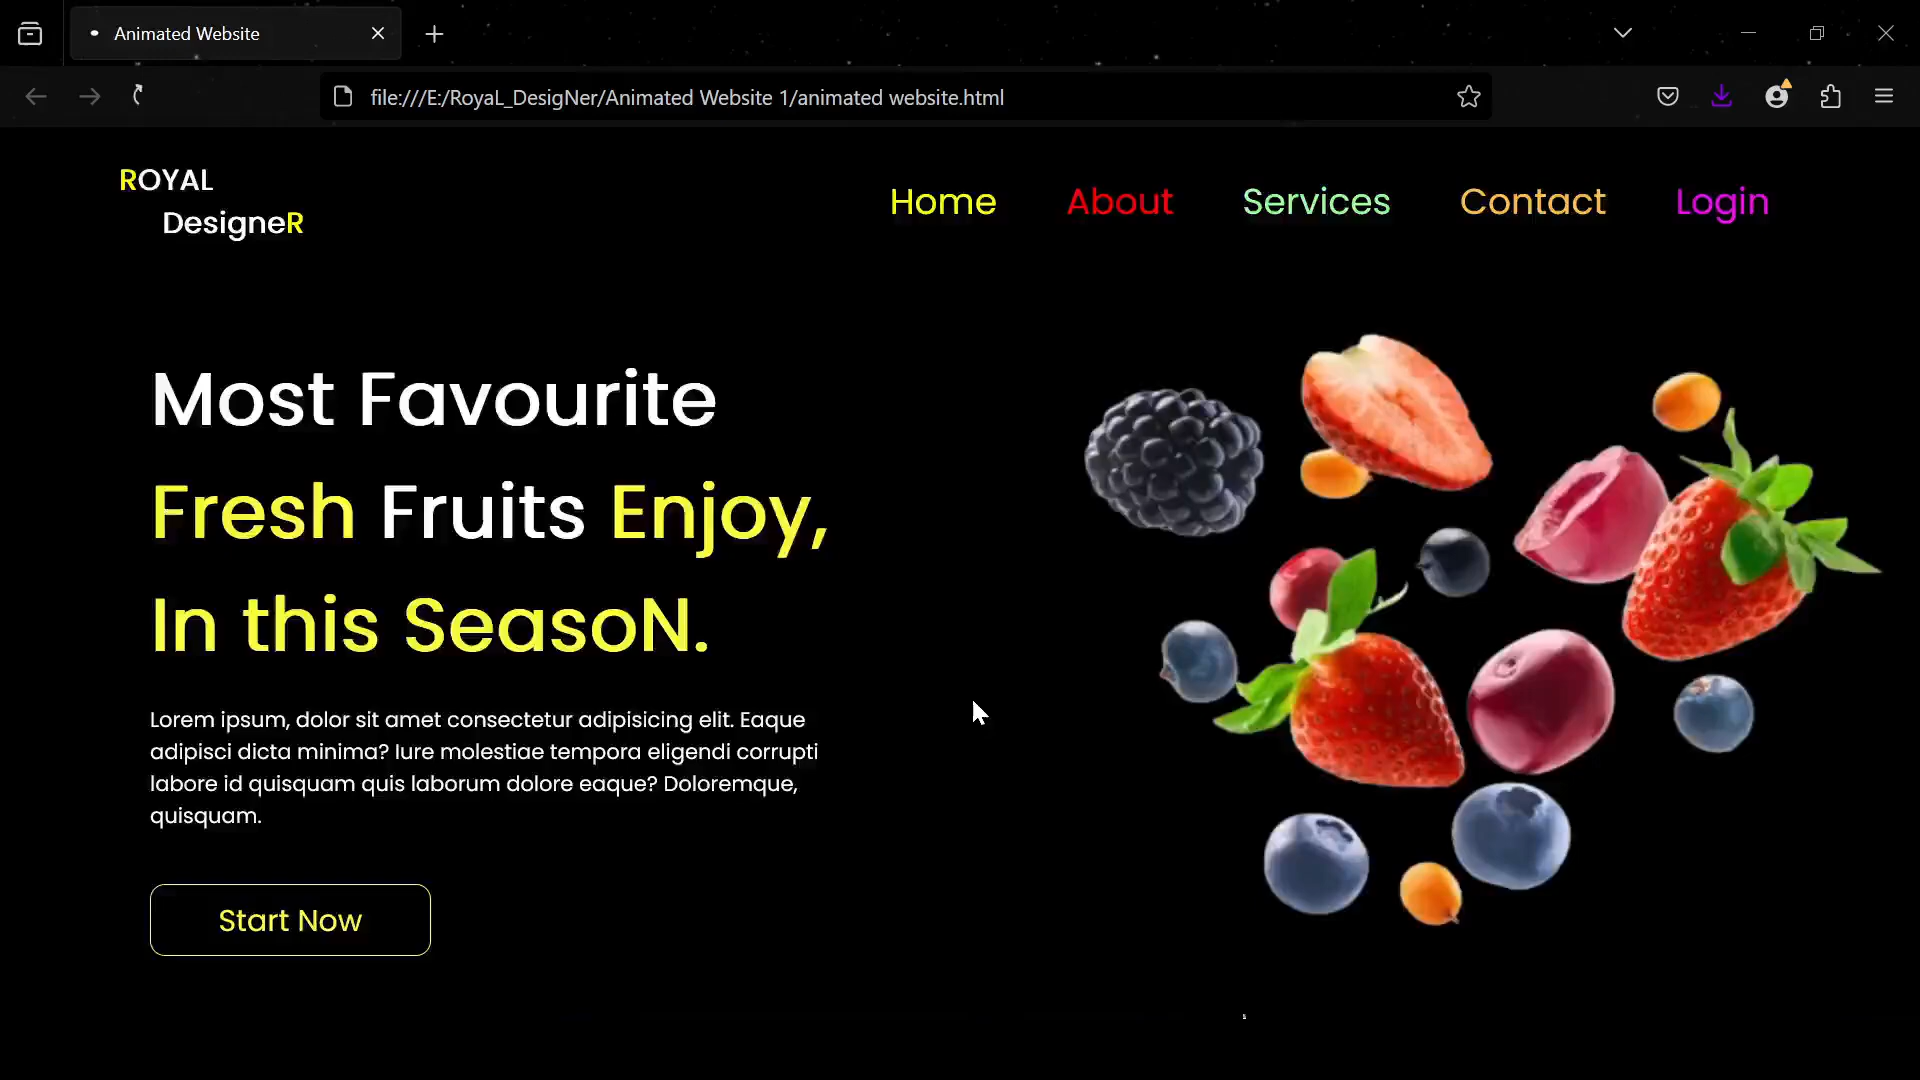 Animated Website
file:///E:/RoyaL_DesigNer/Animated Website 1/animated website.html
ROYAL
DesigneR
Home About Services Contact Login
Most Favourite
Fresh Fruits Enjoy,
In this SeasoN.
Lorem ipsum, dolor sit amet consectetur adipisicing elit. Eaque
adipisci dicta minima? Iure molestiae tempora eligendi corrupti
labore id quisquam quis laborum dolore eaque? Doloremque,
quisquam.
Start Now